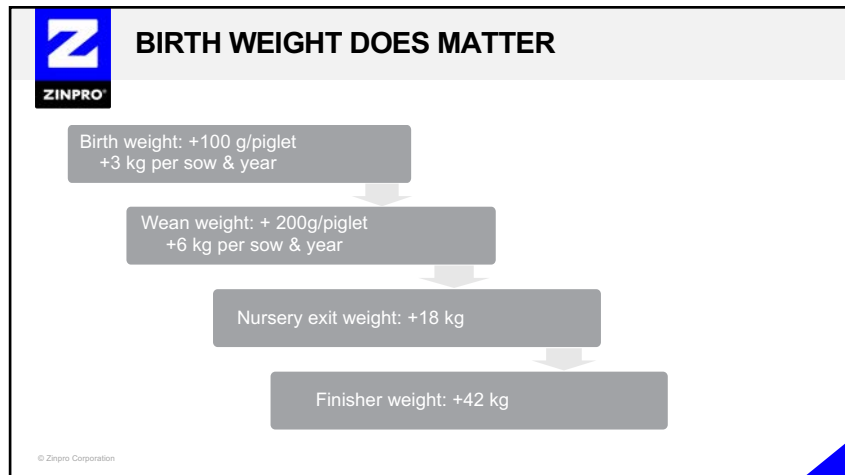 BIRTH WEIGHT DOES MATTER
Z
ZINPRO®
Birth weight: +100 g/piglet
+3 kg per sow & year
Wean weight: + 200g/piglet
+6 kg per sow & year
Nursery exit weight: +18 kg
Finisher weight: +42 kg
© Zinpro Corporation